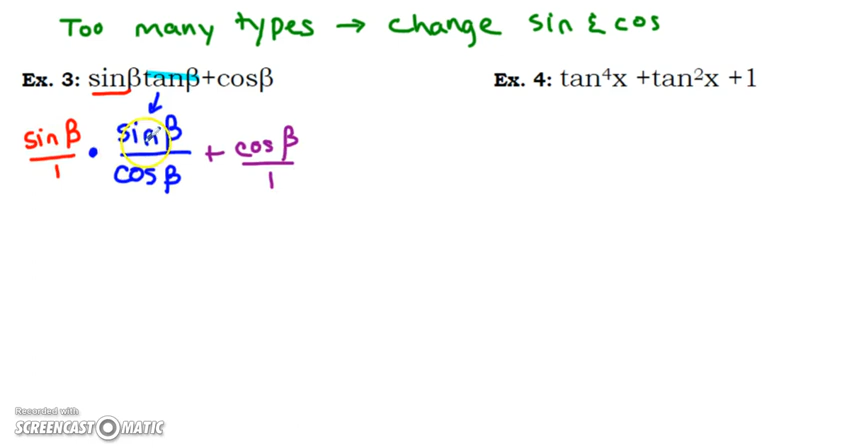 Too many types → change sin & cos
Ex. 3: sinβtanβ+cosβ
Ex. 4: tan⁴x +tan²x +1
sin β/1 • sin β/cos β + cos β/1
Recorded with
SCREENCAST-O-MATIC